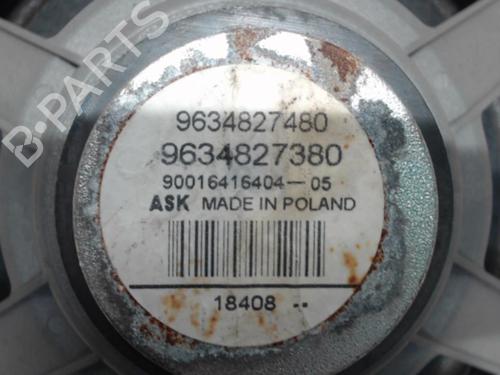 B-PARTS
9634827480
9634827380
90016416404-05
ASK MADE IN POLAND
18408 --